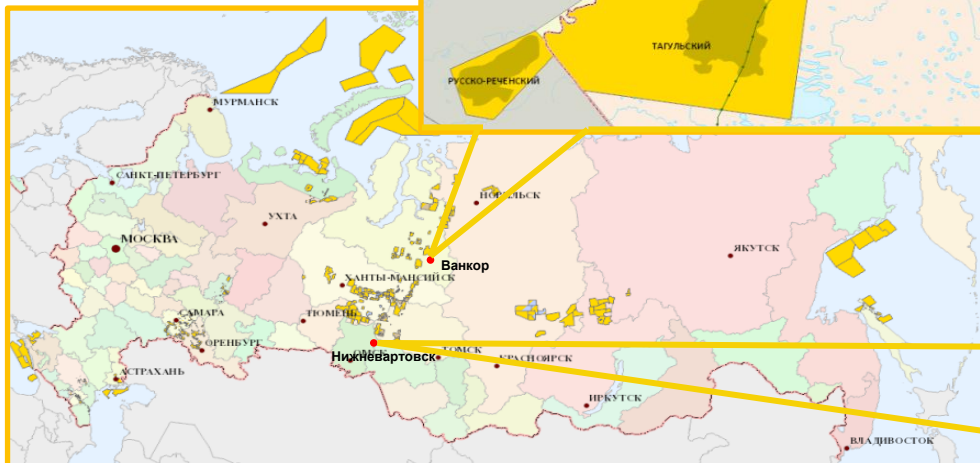 ТАГУЛЬСКИЙ
РУССКО-РЕЧЕНСКИЙ
МУРМАНСК
САНКТ-ПЕТЕРБУРГ
НОРИЛЬСК
УХТА
МОСКВА
ЯКУТСК
Ванкор
ХАНТЫ-МАНСИЙСК
САМАРА
ТЮМЕНЬ
ОРЕНБУРГ
Нижневартовск
ОМСК
ТОМСК
КРАСНОЯРСК
АСТРАХАНЬ
ИРКУТСК
ВЛАДИВОСТОК